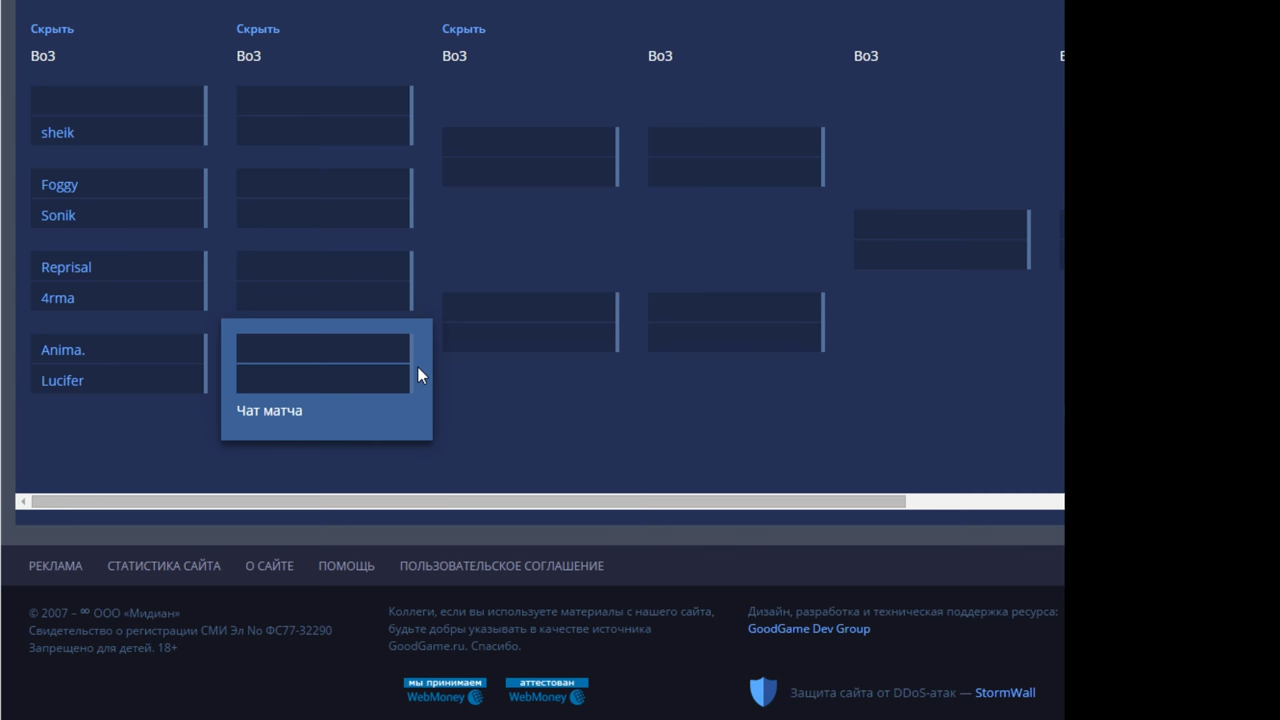 Скрыть Скрыть Скрыть
Bo3 Bo3 Bo3 Bo3 Bo3
sheik
Foggy
Sonik
Reprisal
4rma
Anima.
Lucifer
Чат матча
РЕКЛАМА СТАТИСТИКА САЙТА О САЙТЕ ПОМОЩЬ ПОЛЬЗОВАТЕЛЬСКОЕ СОГЛАШЕНИЕ
© 2007 – ∞ ООО «Мидиан»
Свидетельство о регистрации СМИ Эл No ФС77-32290
Запрещено для детей. 18+
Коллеги, если вы используете материалы с нашего сайта,
будьте добры указывать в качестве источника
GoodGame.ru. Спасибо.
Дизайн, разработка и техническая поддержка ресурса:
GoodGame Dev Group
мы принимаем
WebMoney
аттестован
WebMoney
Защита сайта от DDoS-атак — StormWall